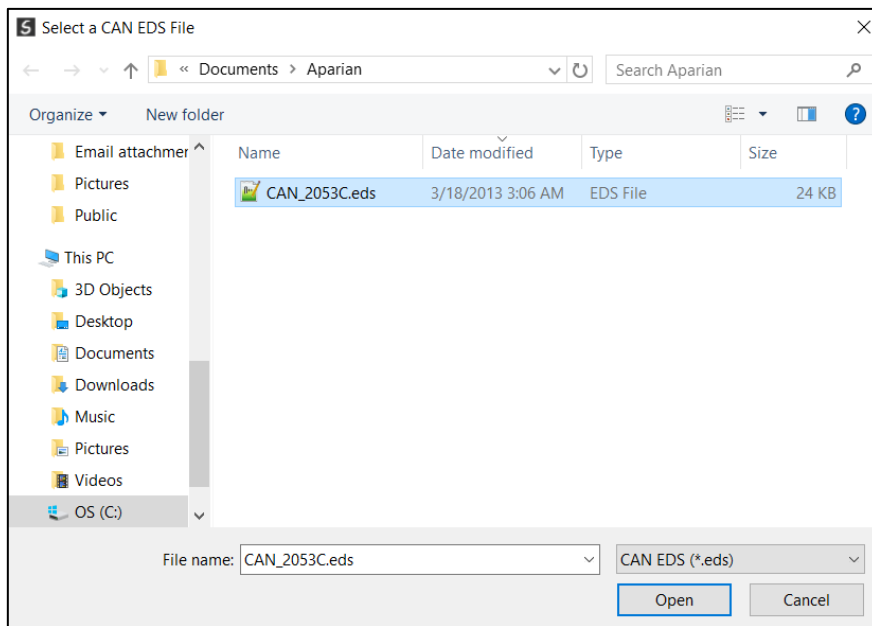 Select a CAN EDS File
« Documents > Aparian
Search Aparian
Organize
New folder
Name Date modified Type Size
CAN_2053C.eds 3/18/2013 3:06 AM EDS File 24 KB
Email attachmer
Pictures
Public
This PC
3D Objects
Desktop
Documents
Downloads
Music
Pictures
Videos
OS (C:)
File name: CAN_2053C.eds CAN EDS (*.eds)
Open Cancel